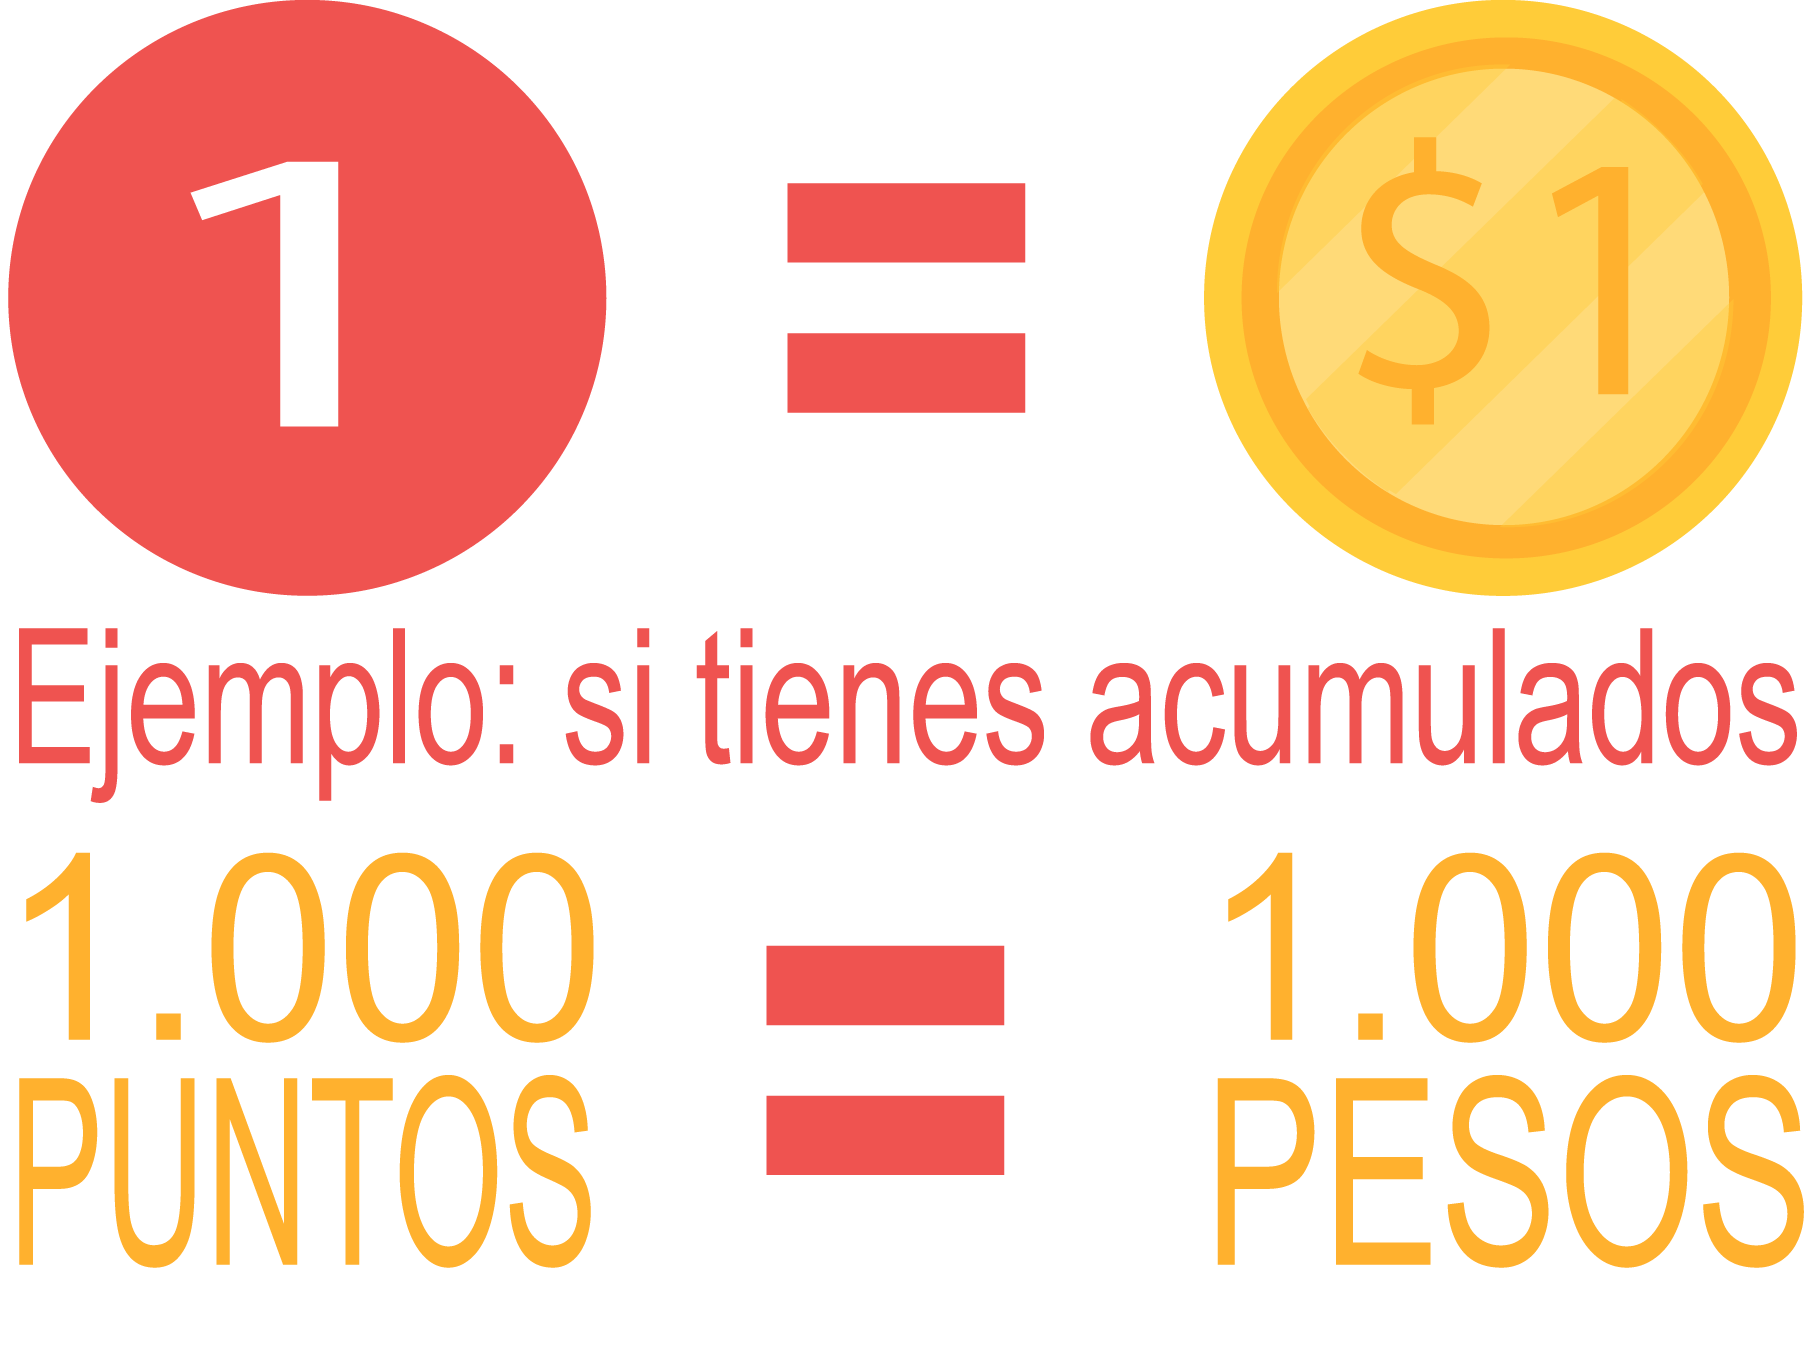 1 = $1
Ejemplo: si tienes acumulados
1.000 = 1.000
PUNTOS PESOS